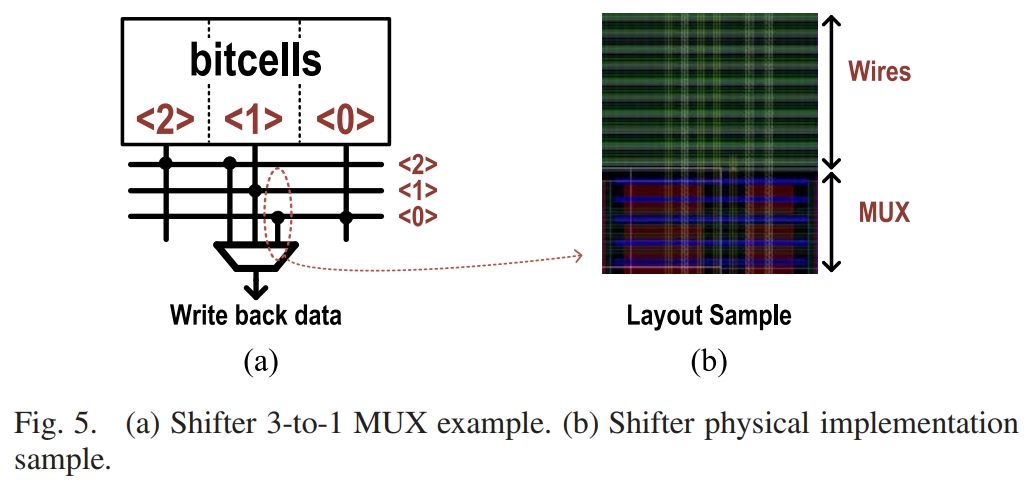 bitcells
<2> <1> <0>
<2>
<1>
<0>
Write back data
(a)
Wires
MUX
Layout Sample
(b)
Fig. 5. (a) Shifter 3-to-1 MUX example. (b) Shifter physical implementation
sample.